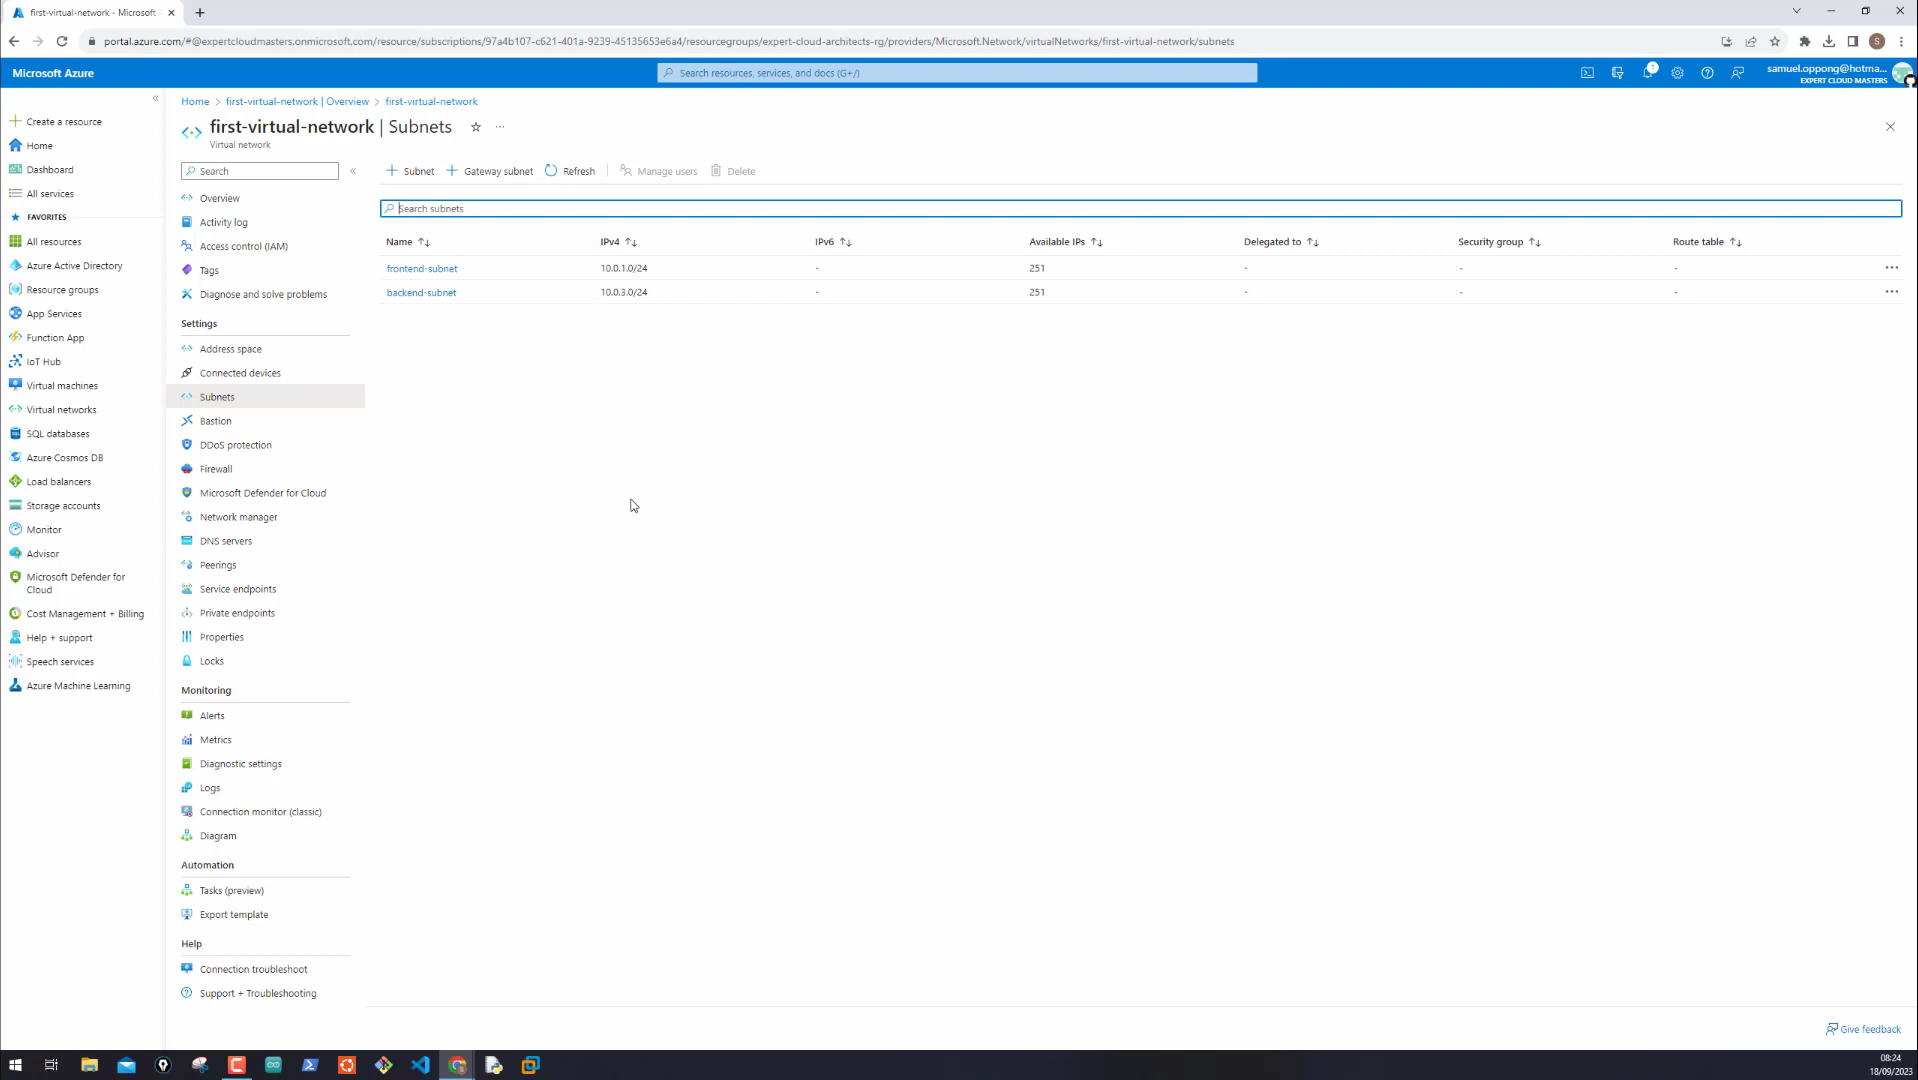 first-virtual-network - Microsoft
portal.azure.com/#@expertcloudmasters.onmicrosoft.com/resource/subscriptions/97a4b107-c621-401a-9239-45135653e6a4/resourcegroups/expert-cloud-architects-rg/providers/Microsoft.Network/virtualNetworks/first-virtual-network/subnets
S
Microsoft Azure
Search resources, services, and docs (G+/)
1
samuel.oppong@hotma...
EXPERT CLOUD MASTERS
Create a resource
Home
Dashboard
All services
FAVORITES
All resources
Azure Active Directory
Resource groups
App Services
Function App
IoT Hub
Virtual machines
Virtual networks
SQL databases
Azure Cosmos DB
Load balancers
Storage accounts
Monitor
Advisor
Microsoft Defender for
Cloud
Cost Management + Billing
Help + support
Speech services
Azure Machine Learning
Home > first-virtual-network | Overview > first-virtual-network
first-virtual-network | Subnets
Virtual network
Search
Overview
Activity log
Access control (IAM)
Tags
Diagnose and solve problems
Settings
Address space
Connected devices
Subnets
Bastion
DDoS protection
Firewall
Microsoft Defender for Cloud
Network manager
DNS servers
Peerings
Service endpoints
Private endpoints
Properties
Locks
Monitoring
Alerts
Metrics
Diagnostic settings
Logs
Connection monitor (classic)
Diagram
Automation
Tasks (preview)
Export template
Help
Connection troubleshoot
Support + Troubleshooting
+ Subnet + Gateway subnet Refresh Manage users Delete
Search subnets
Name IPv4 IPv6 Available IPs Delegated to Security group Route table
frontend-subnet 10.0.1.0/24 - 251 - - -
backend-subnet 10.0.3.0/24 - 251 - - -
Give feedback
08:24
18/09/2023